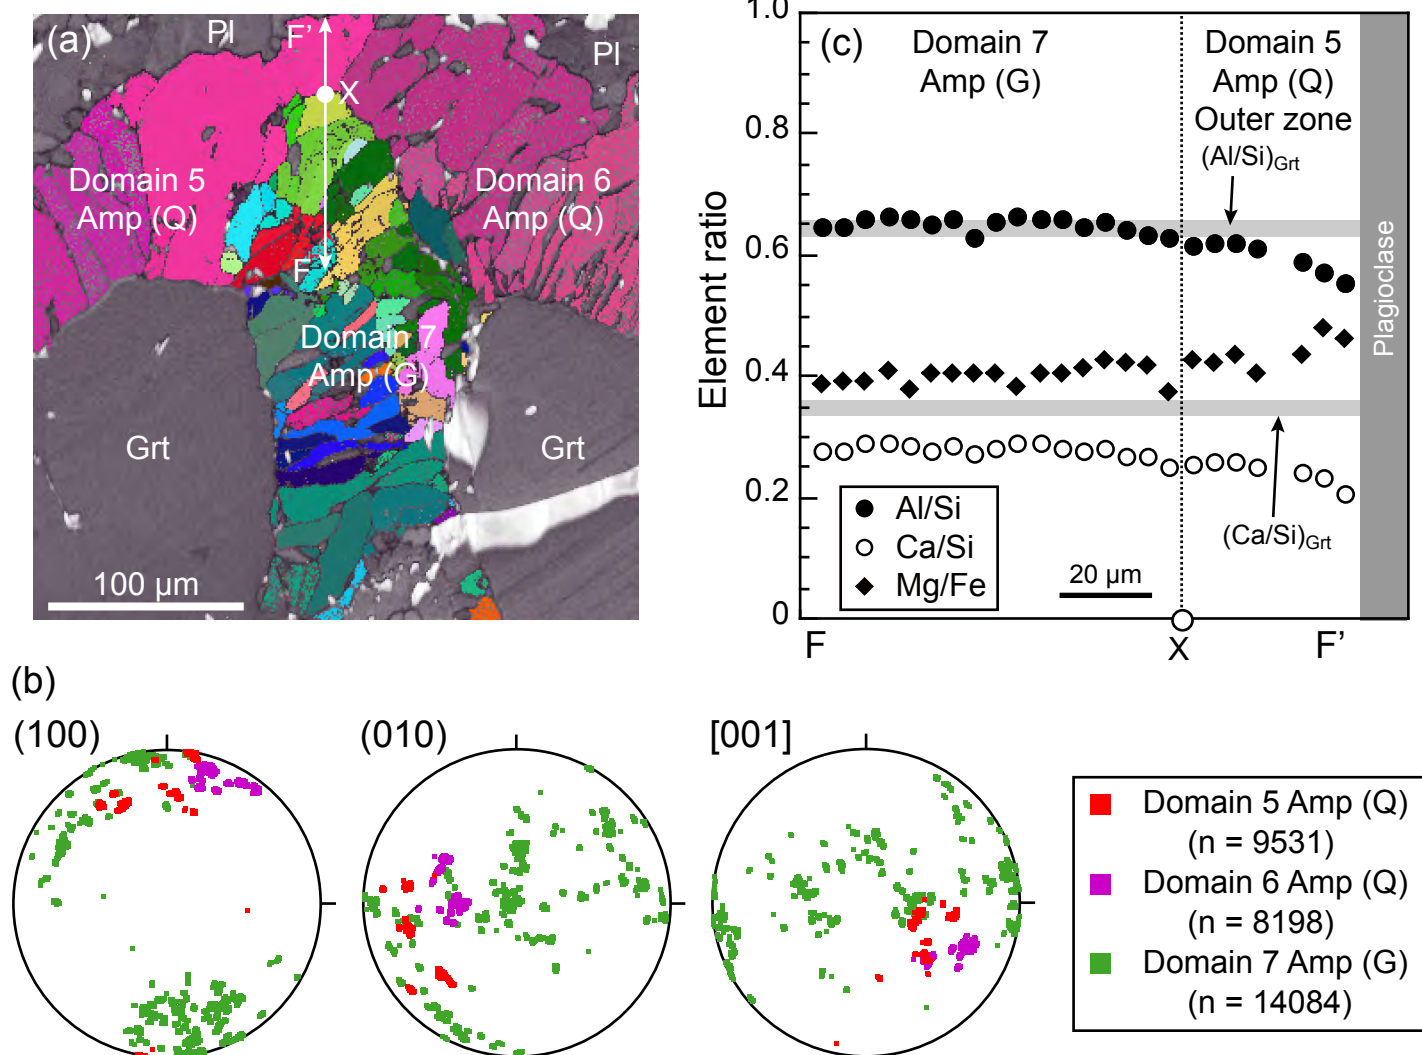 (a)
Pl
F'
Pl
X
Domain 5
Amp (Q)
Domain 6
Amp (Q)
F
Domain 7
Amp (G)
Grt
Grt
100 µm
(c)
Domain 7
Amp (G)
Domain 5
Amp (Q)
Outer zone
(Al/Si)Grt
Element ratio
1.0
0.8
0.6
0.4
0.2
0
Plagioclase
Al/Si
Ca/Si
Mg/Fe
20 µm
(Ca/Si)Grt
F
X
F'
(b)
(100)
(010)
[001]
Domain 5 Amp (Q)
(n = 9531)
Domain 6 Amp (Q)
(n = 8198)
Domain 7 Amp (G)
(n = 14084)